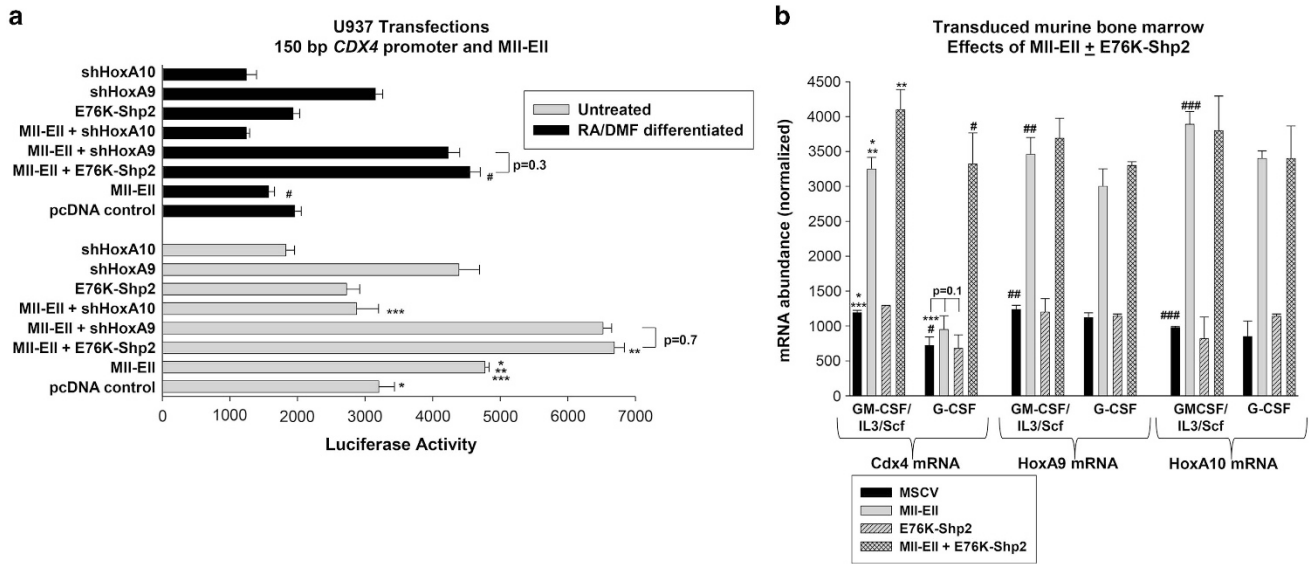 a
U937 Transfections
150 bp CDX4 promoter and Mll-Ell
shHoxA10
shHoxA9
E76K-Shp2
Mll-Ell + shHoxA10
Mll-Ell + shHoxA9
Mll-Ell + E76K-Shp2
Mll-Ell
pcDNA control
p=0.3
#
#
Untreated
RA/DMF differentiated
shHoxA10
shHoxA9
E76K-Shp2
Mll-Ell + shHoxA10
Mll-Ell + shHoxA9
Mll-Ell + E76K-Shp2
Mll-Ell
pcDNA control
***
p=0.7
**
*
**
***
*
0 1000 2000 3000 4000 5000 6000 7000
Luciferase Activity
b
Transduced murine bone marrow
Effects of Mll-Ell ± E76K-Shp2
mRNA abundance (normalized)
4500
4000
3500
3000
2500
2000
1500
1000
500
0
*
***
*
**
**
p=0.1
***
#
#
##
##
###
###
GM-CSF/
IL3/Scf
G-CSF
GM-CSF/
IL3/Scf
G-CSF
GMCSF/
IL3/Scf
G-CSF
Cdx4 mRNA
HoxA9 mRNA
HoxA10 mRNA
MSCV
Mll-Ell
E76K-Shp2
Mll-Ell + E76K-Shp2